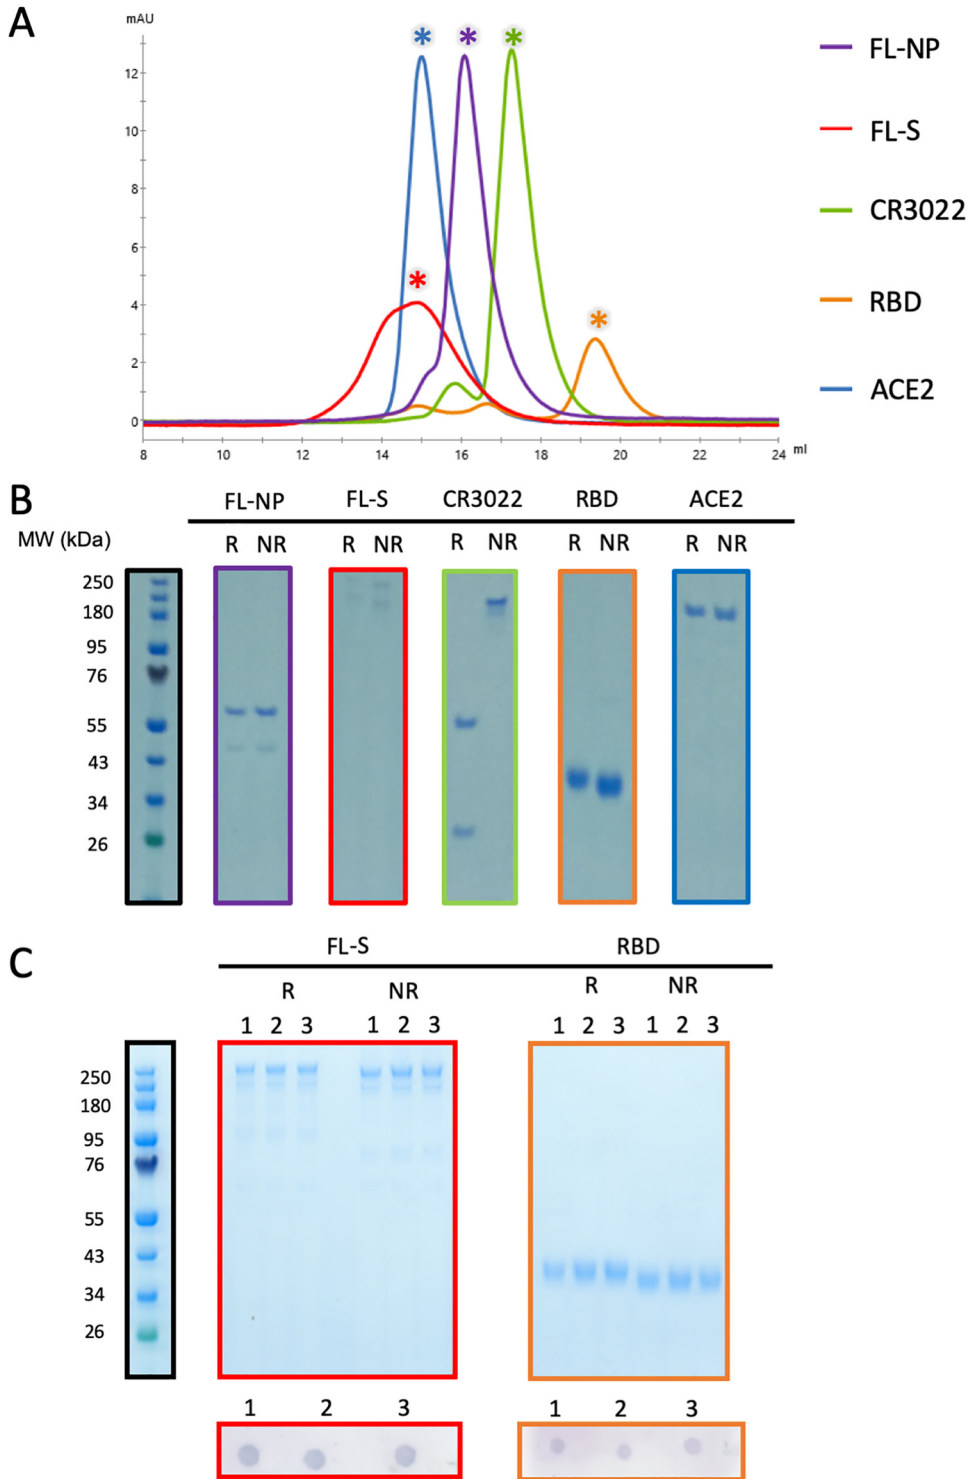 A
mAU
12
10
8
6
4
2
0
8 10 12 14 16 18 20 22 24 ml
* * * * *
FL-NP
FL-S
CR3022
RBD
ACE2
B
FL-NP FL-S CR3022 RBD ACE2
MW (kDa) R NR R NR R NR R NR R NR
250
180
95
76
55
43
34
26
C
FL-S RBD
R NR R NR
1 2 3 1 2 3 1 2 3 1 2 3
250
180
95
76
55
43
34
26
1 2 3 1 2 3